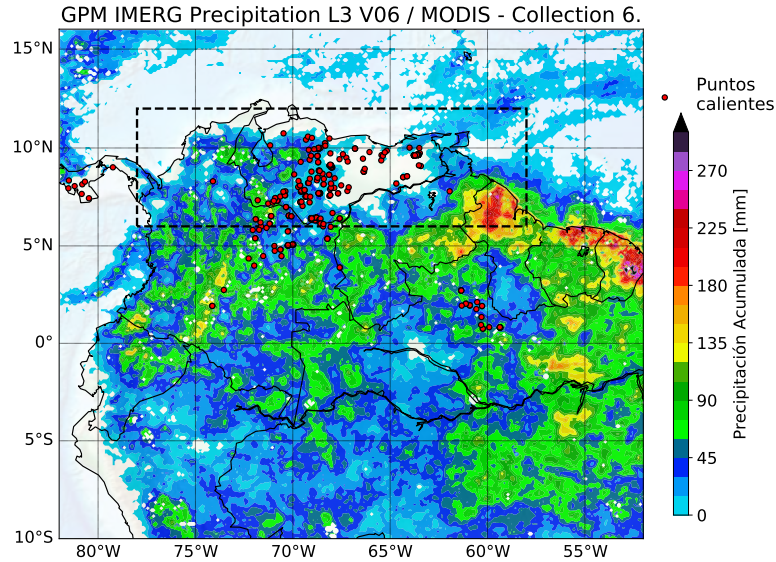 GPM IMERG Precipitation L3 V06 / MODIS - Collection 6.
15°N
10°N
5°N
0°
5°S
10°S
80°W
75°W
70°W
65°W
60°W
55°W
Puntos
calientes
270
225
180
135
90
45
0
Precipitación Acumulada [mm]